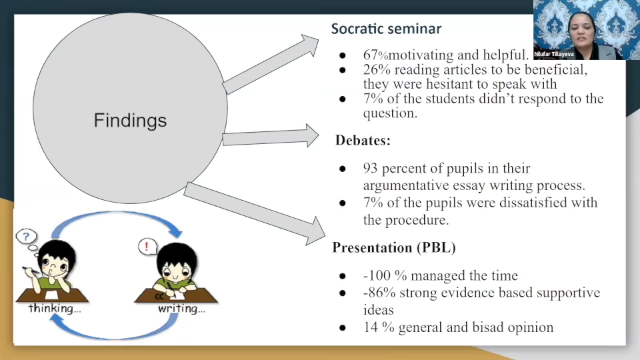 Findings
Socratic seminar
67%motivating and helpful.
26% reading articles to be beneficial,
they were hesitant to speak with
7% of the students didn't respond to the
question.
Debates:
93 percent of pupils in their
argumentative essay writing process.
7% of the pupils were dissatisfied with
the procedure.
Presentation (PBL)
-100 % managed the time
-86% strong evidence based supportive
ideas
14 % general and bisad opinion
?
!
thinking...
writing...
Nilufar Tillayeva